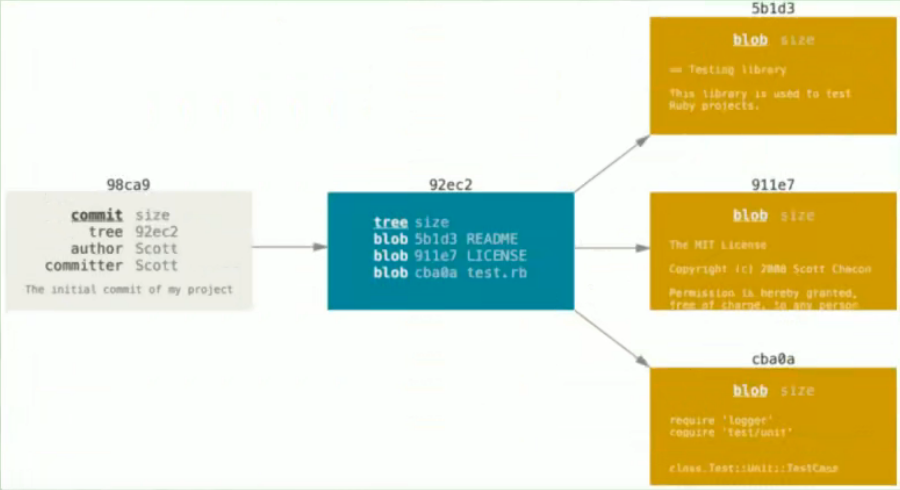 98ca9
commit size
tree 92ec2
author Scott
committer Scott
The initial commit of my project
92ec2
tree size
blob 5b1d3 README
blob 911e7 LICENSE
blob cba0a test.rb
5b1d3
blob size
== Testing library
This library is used to test
Ruby projects.
911e7
blob size
The MIT License
Copyright (c) 2008 Scott Chacon
Permission is hereby granted,
free of charge, to any person
cba0a
blob size
require 'logger'
require 'test/unit'
class Test::Unit::TestCase